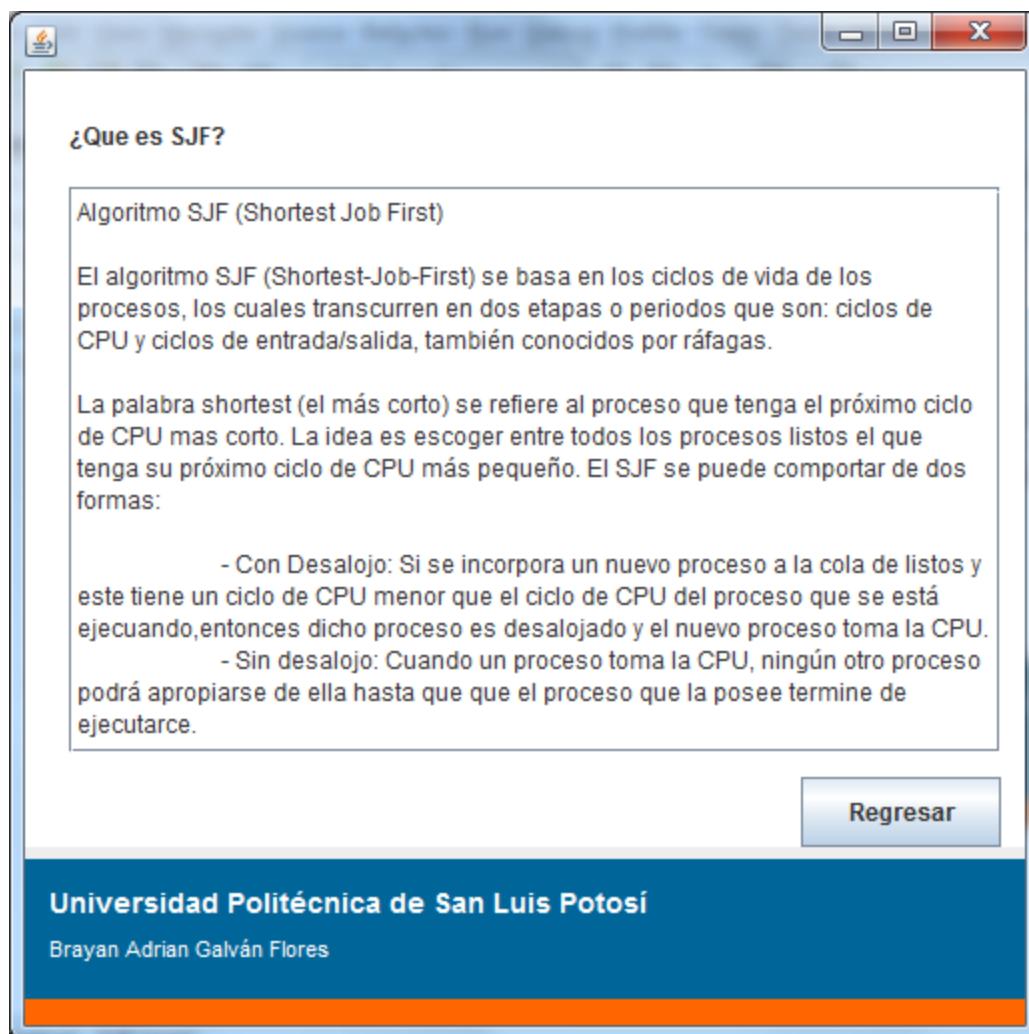 ¿Que es SJF?
Algoritmo SJF (Shortest Job First)
El algoritmo SJF (Shortest-Job-First) se basa en los ciclos de vida de los
procesos, los cuales transcurren en dos etapas o periodos que son: ciclos de
CPU y ciclos de entrada/salida, también conocidos por ráfagas.
La palabra shortest (el más corto) se refiere al proceso que tenga el próximo ciclo
de CPU mas corto. La idea es escoger entre todos los procesos listos el que
tenga su próximo ciclo de CPU más pequeño. El SJF se puede comportar de dos
formas:
- Con Desalojo: Si se incorpora un nuevo proceso a la cola de listos y
este tiene un ciclo de CPU menor que el ciclo de CPU del proceso que se está
ejecuando,entonces dicho proceso es desalojado y el nuevo proceso toma la CPU.
- Sin desalojo: Cuando un proceso toma la CPU, ningún otro proceso
podrá apropiarse de ella hasta que que el proceso que la posee termine de
ejecutarce.
Regresar
Universidad Politécnica de San Luis Potosí
Brayan Adrian Galván Flores